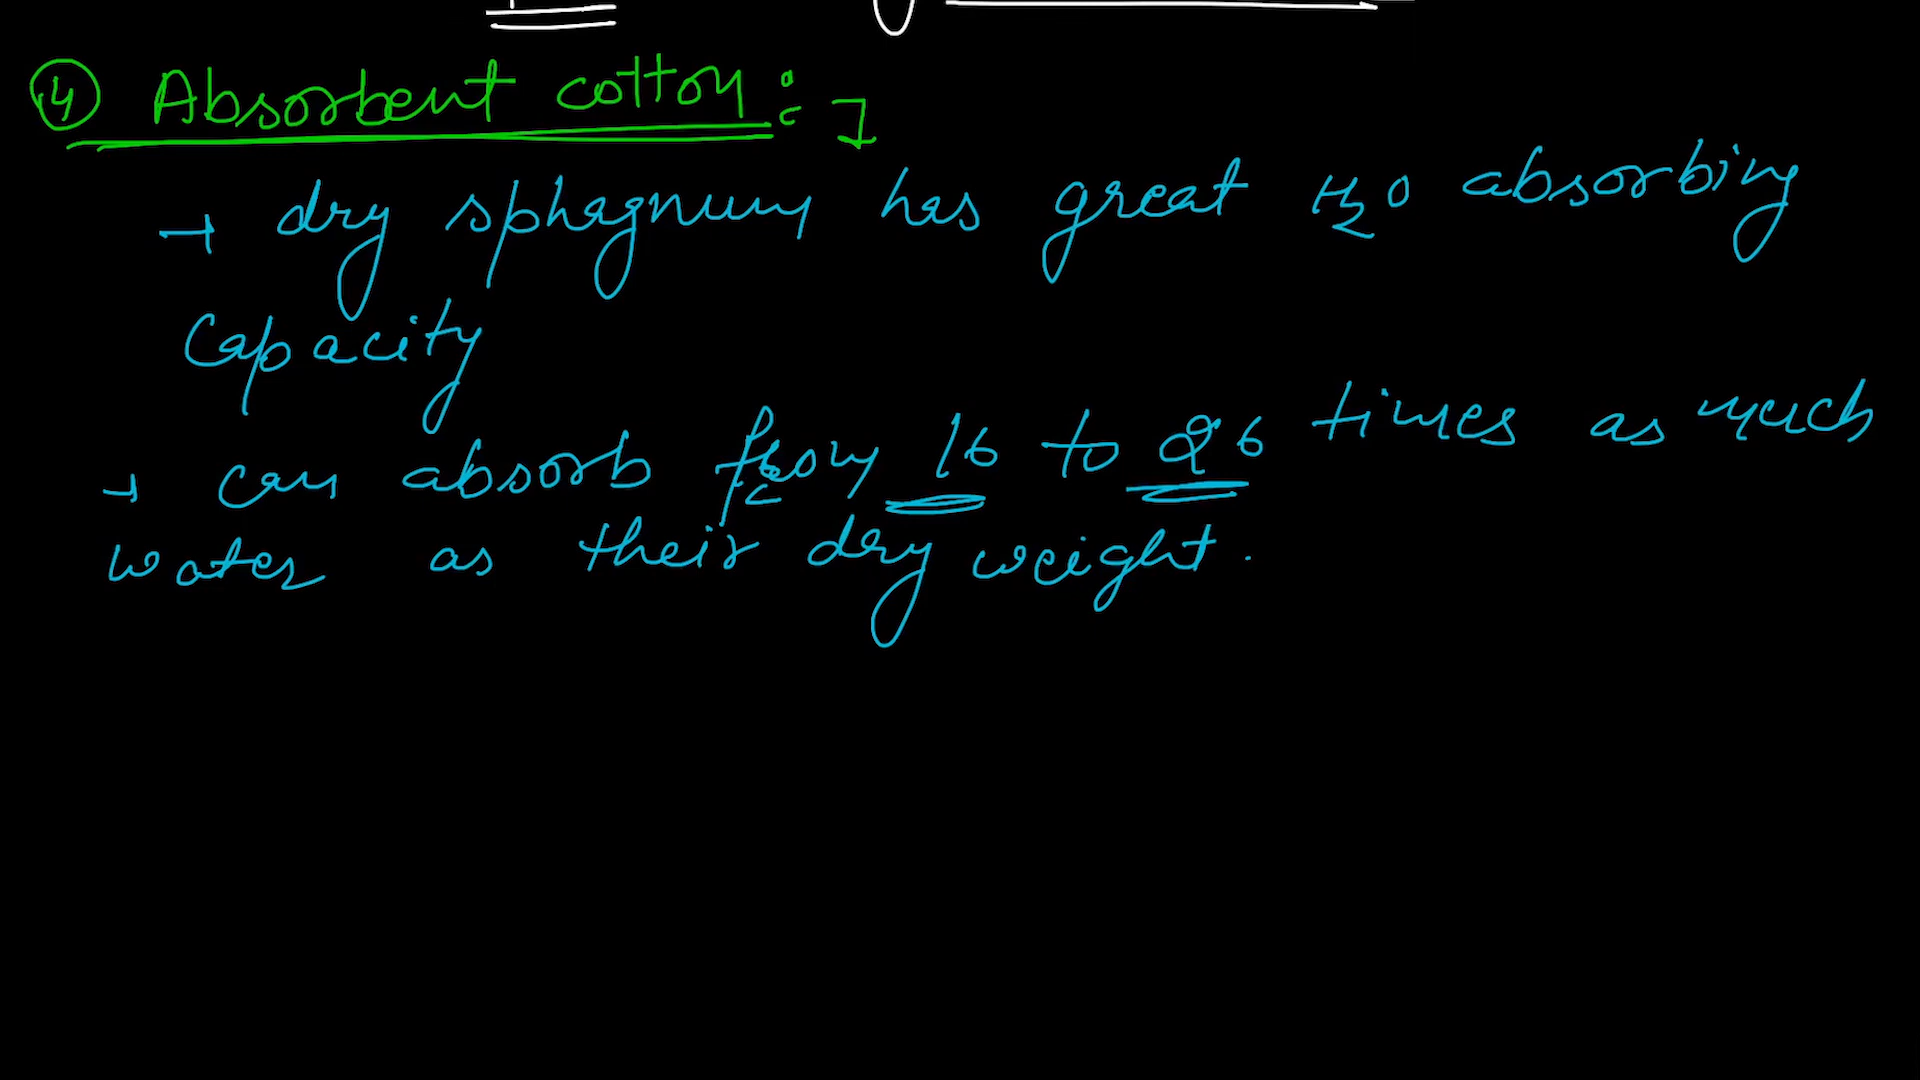 ④ Absorbent cotton :-
→ dry sphagnum has great H2O absorbing
Capacity
→ can absorb from 16 to 26 times as much
water as their dry weight.